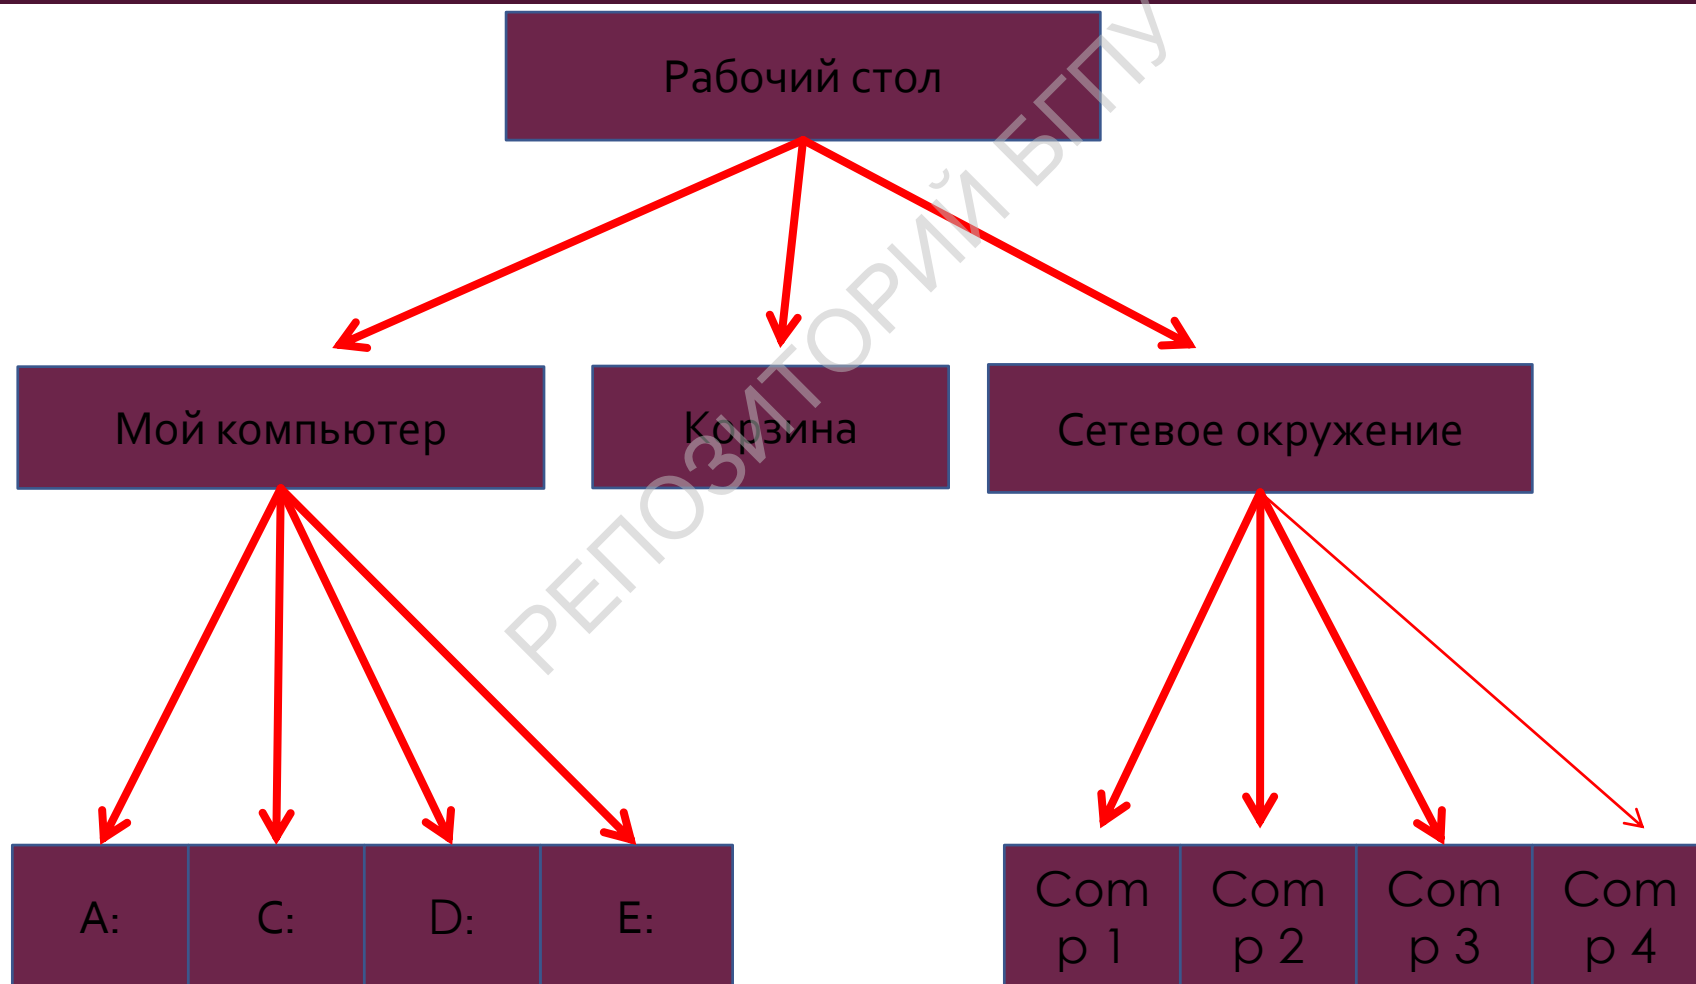 Рабочий стол
Мой компьютер
Корзина
Сетевое окружение
A:
C:
D:
E:
Com
p 1
Com
p 2
Com
p 3
Com
p 4
РЕПОЗИТОРИЙ БГПУ